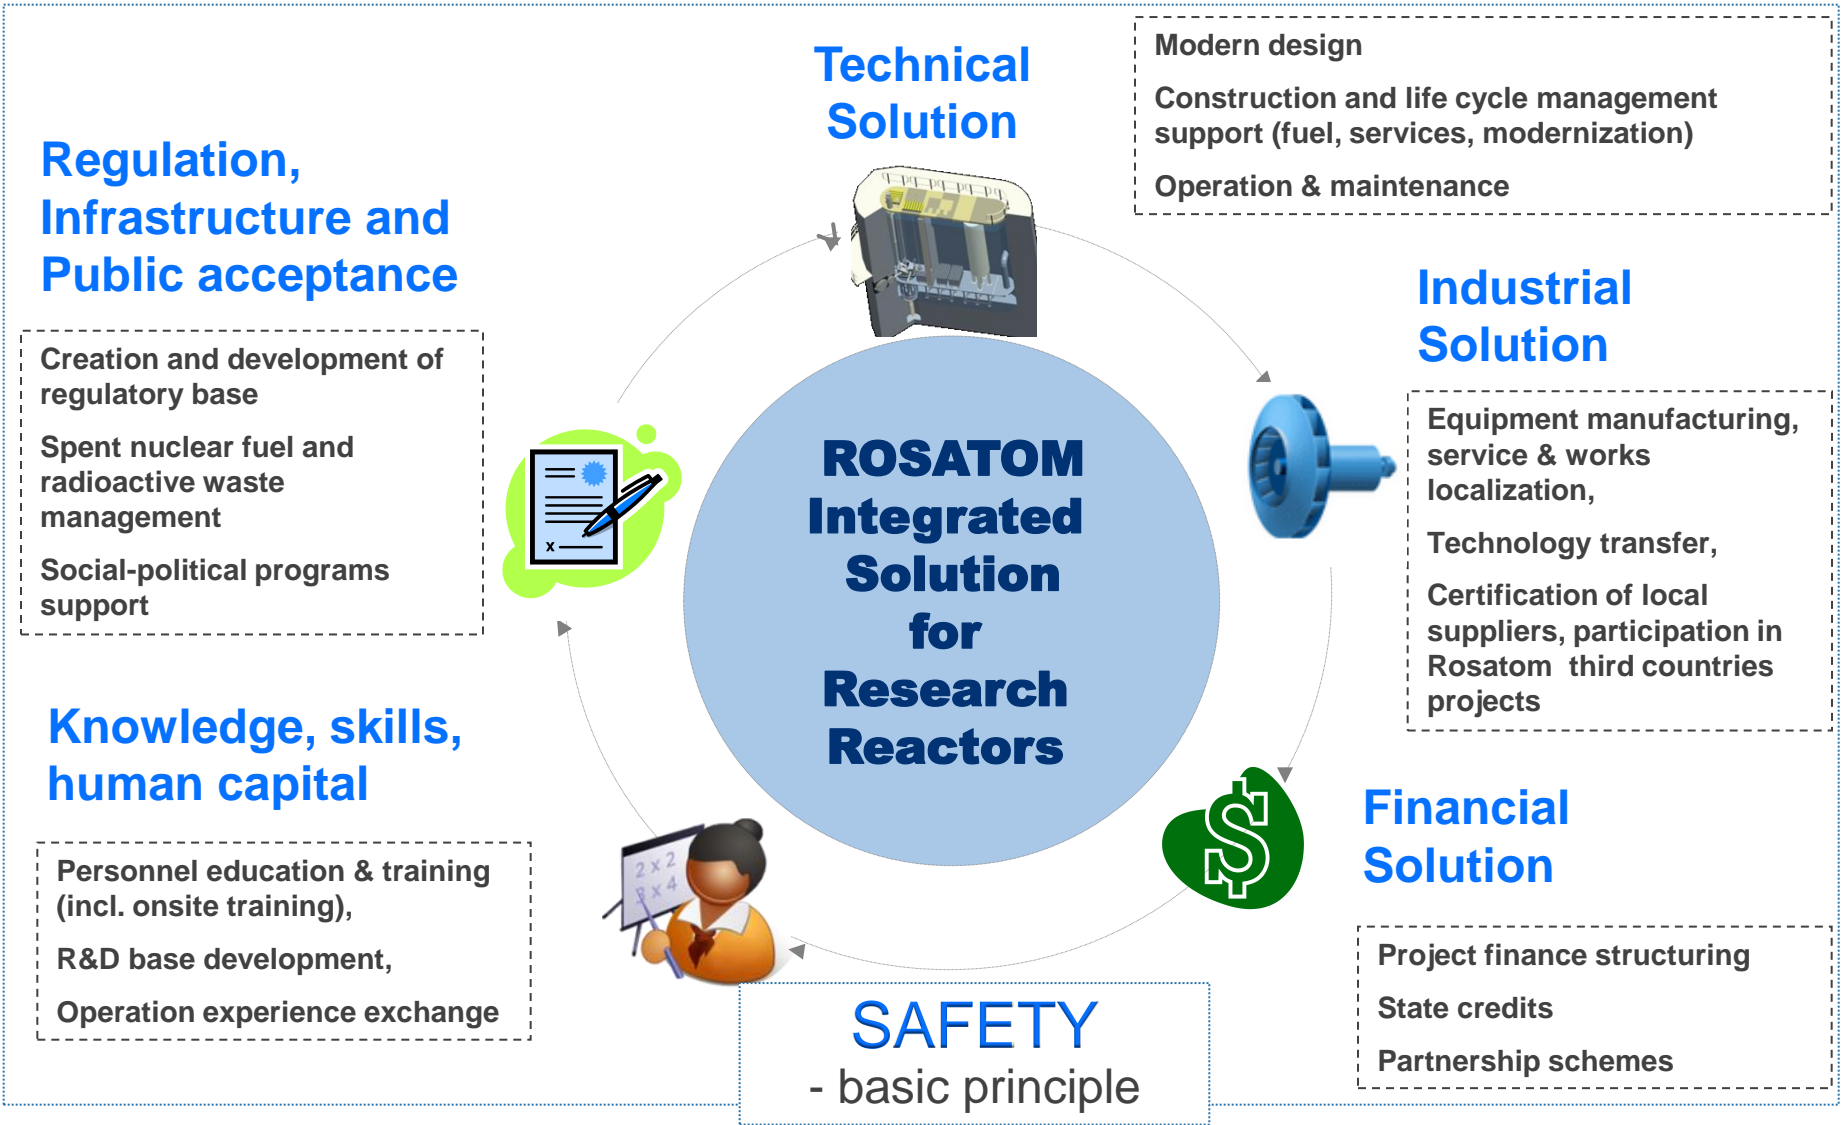 Technical
Solution
Modern design
Construction and life cycle management
support (fuel, services, modernization)
Operation & maintenance
Regulation,
Infrastructure and
Public acceptance
Creation and development of
regulatory base
Spent nuclear fuel and
radioactive waste
management
Social-political programs
support
Industrial
Solution
Equipment manufacturing,
service & works
localization,
Technology transfer,
Certification of local
suppliers, participation in
Rosatom  third countries
projects
ROSATOM
Integrated
Solution
for
Research
Reactors
x
Knowledge, skills,
human capital
Personnel education & training
(incl. onsite training),
R&D base development,
Operation experience exchange
2 x 2
3 x 4
$
Financial
Solution
Project finance structuring
State credits
Partnership schemes
SAFETY
- basic principle